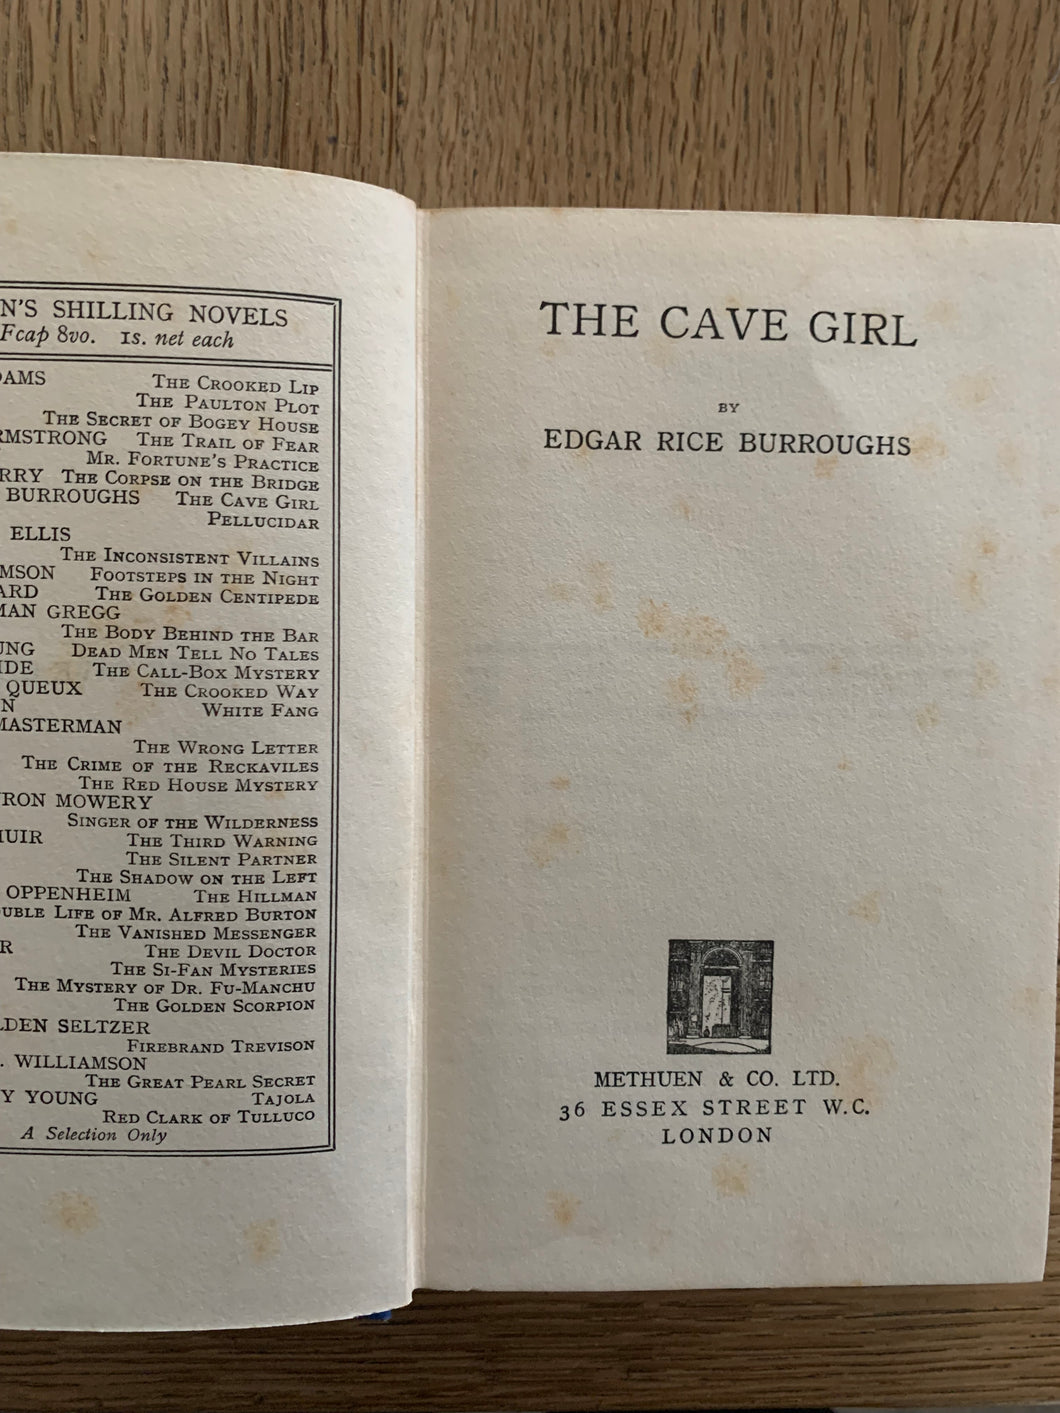 N'S SHILLING NOVELS
Fcap 8vo. 1s. net each
DAMS THE CROOKED LIP
THE PAULTON PLOT
THE SECRET OF BOGEY HOUSE
RMSTRONG THE TRAIL OF FEAR
MR. FORTUNE'S PRACTICE
RRY THE CORPSE ON THE BRIDGE
BURROUGHS THE CAVE GIRL
PELLUCIDAR
ELLIS
THE INCONSISTENT VILLAINS
MSON FOOTSTEPS IN THE NIGHT
ARD THE GOLDEN CENTIPEDE
MAN GREGG
THE BODY BEHIND THE BAR
UNG DEAD MEN TELL NO TALES
IDE THE CALL-BOX MYSTERY
QUEUX THE CROOKED WAY
N WHITE FANG
MASTERMAN
THE WRONG LETTER
THE CRIME OF THE RECKAVILES
THE RED HOUSE MYSTERY
RON MOWERY
SINGER OF THE WILDERNESS
MUIR THE THIRD WARNING
THE SILENT PARTNER
THE SHADOW ON THE LEFT
OPPENHEIM THE HILLMAN
UBLE LIFE OF MR. ALFRED BURTON
THE VANISHED MESSENGER
R THE DEVIL DOCTOR
THE SI-FAN MYSTERIES
THE MYSTERY OF DR. FU-MANCHU
THE GOLDEN SCORPION
LDEN SELTZER
FIREBRAND TREVISON
. WILLIAMSON
THE GREAT PEARL SECRET
Y YOUNG TAJOLA
RED CLARK OF TULLUCO
A Selection Only
THE CAVE GIRL
BY
EDGAR RICE BURROUGHS
METHUEN & CO. LTD.
36 ESSEX STREET W.C.
LONDON